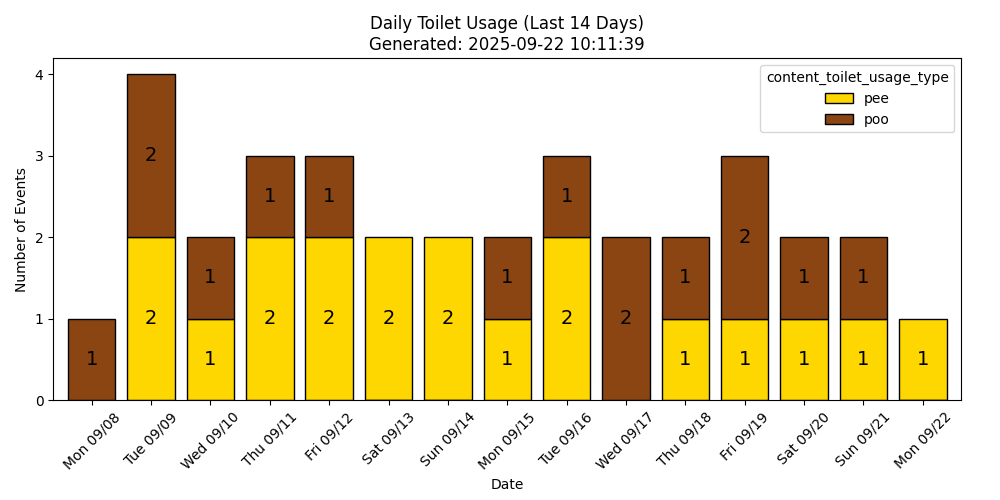 Daily Toilet Usage (Last 14 Days)
Generated: 2025-09-22 10:11:39
content_toilet_usage_type
pee
poo
Number of Events
4
3
2
1
0
1
2
2
1
1
2
1
2
1
2
2
1
1
2
1
2
1
1
1
2
1
1
1
1
1
Mon 09/08
Tue 09/09
Wed 09/10
Thu 09/11
Fri 09/12
Sat 09/13
Sun 09/14
Mon 09/15
Tue 09/16
Wed 09/17
Thu 09/18
Fri 09/19
Sat 09/20
Sun 09/21
Mon 09/22
Date